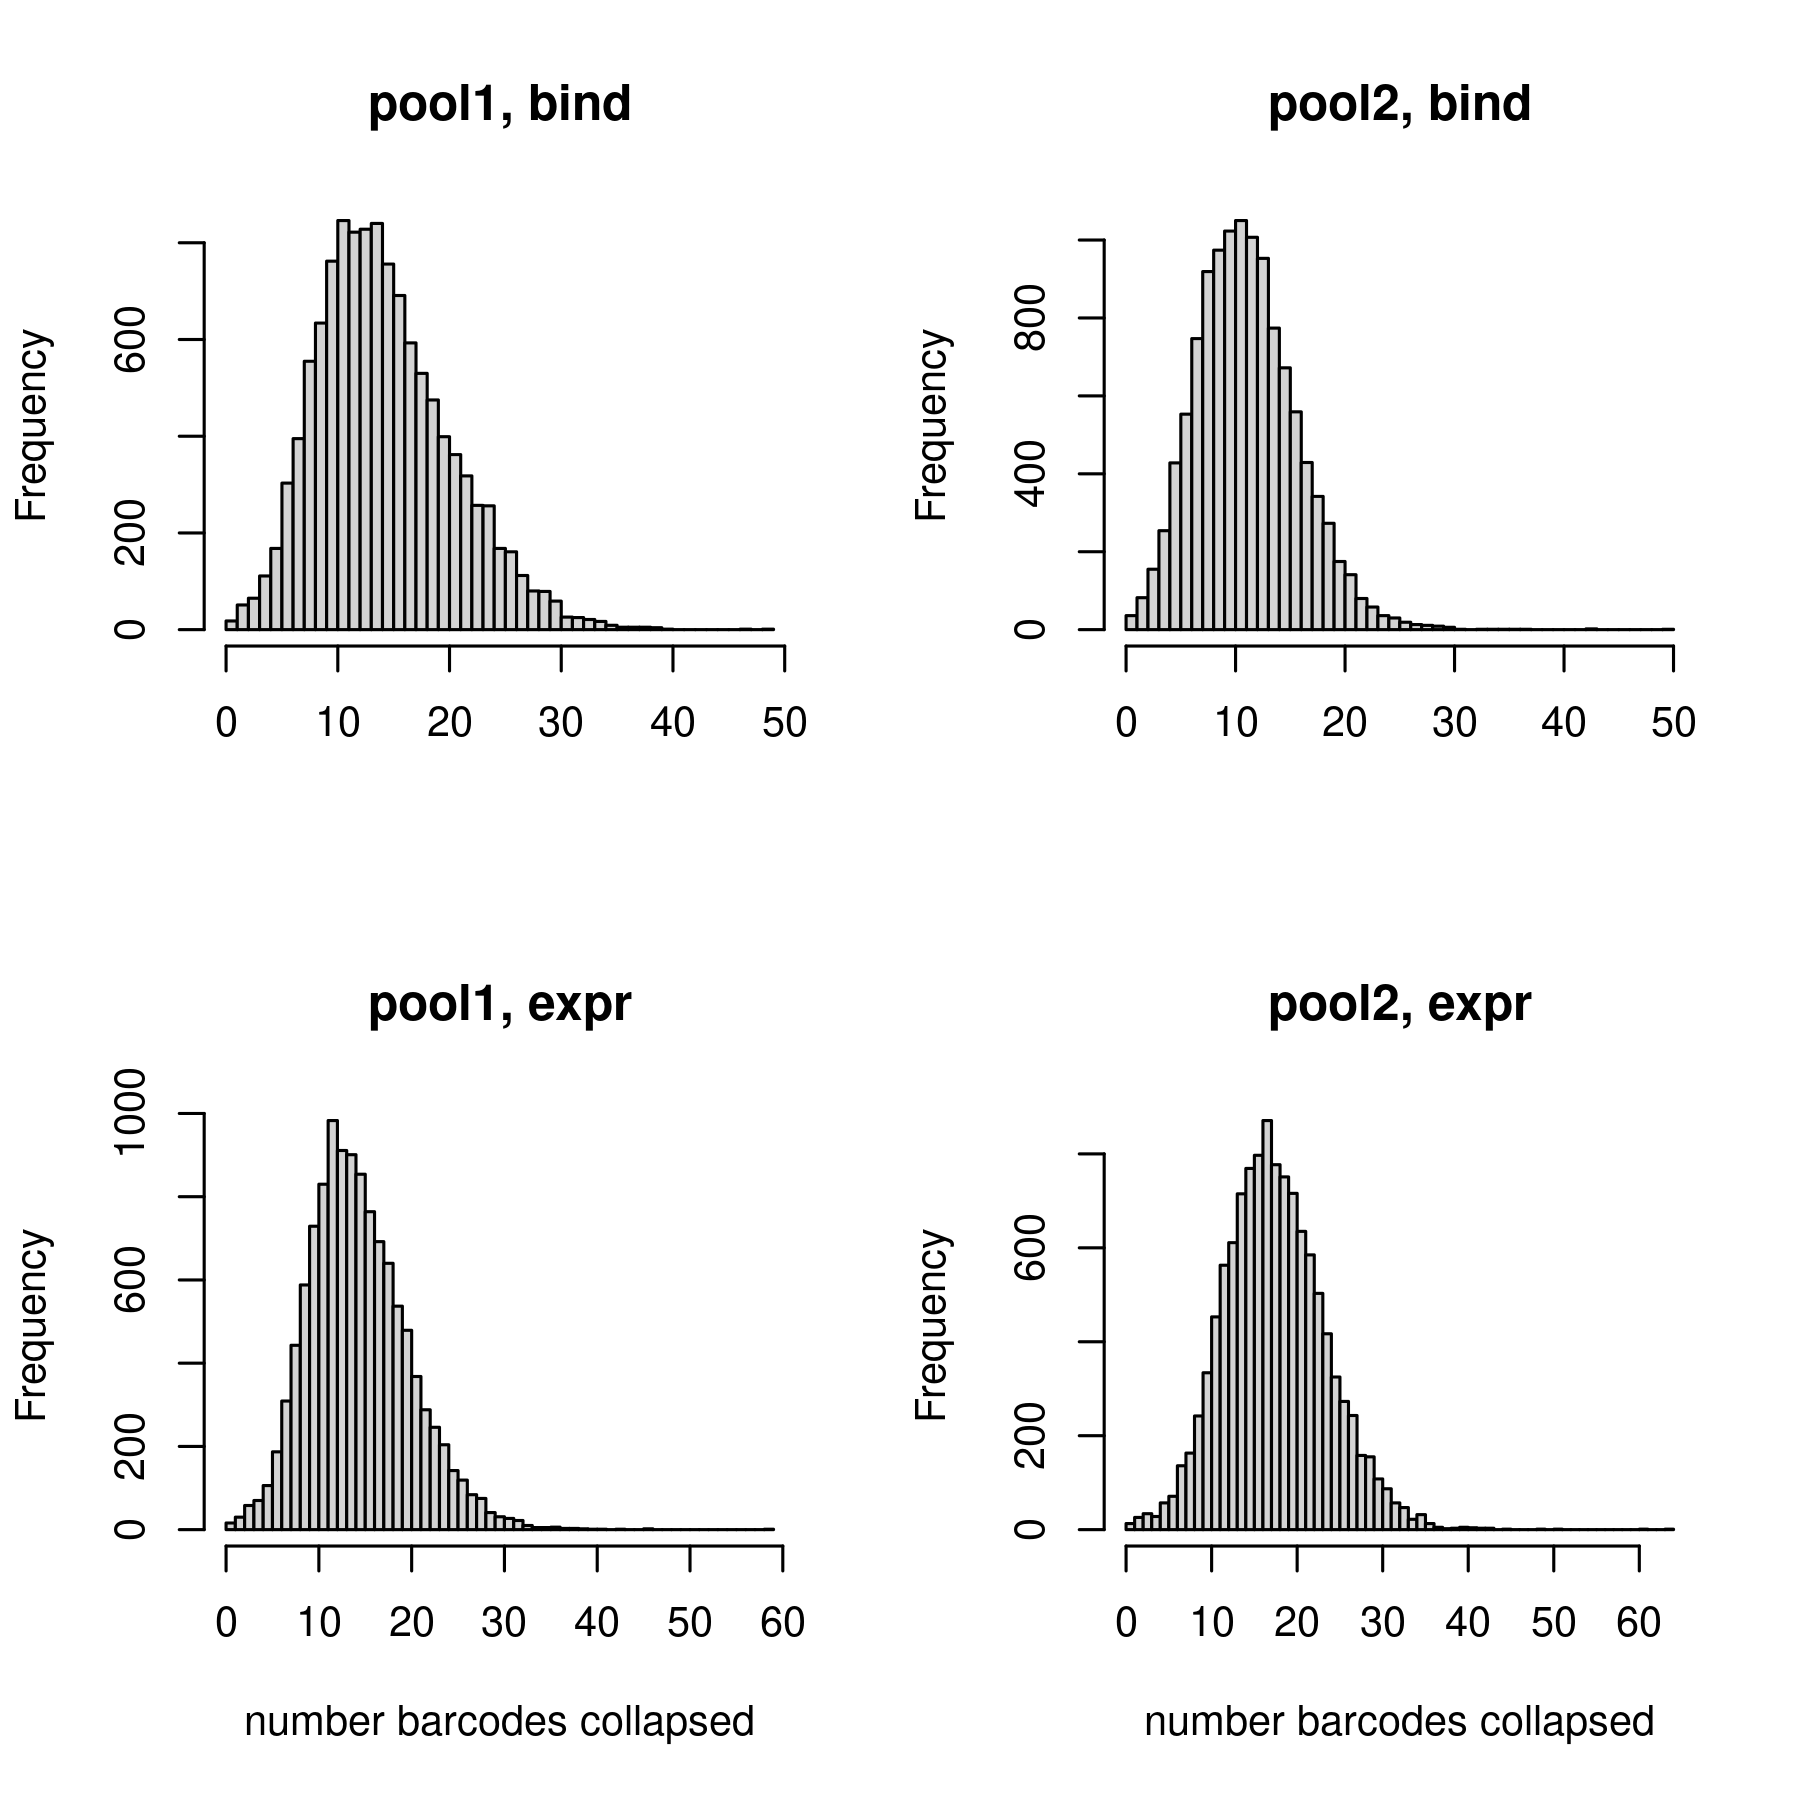 pool1, bind
Frequency
0 200 600
0 10 20 30 40 50
pool2, bind
Frequency
0 400 800
0 10 20 30 40 50
pool1, expr
Frequency
0 200 600 1000
0 10 20 30 40 50 60
number barcodes collapsed
pool2, expr
Frequency
0 200 600
0 10 20 30 40 50 60
number barcodes collapsed